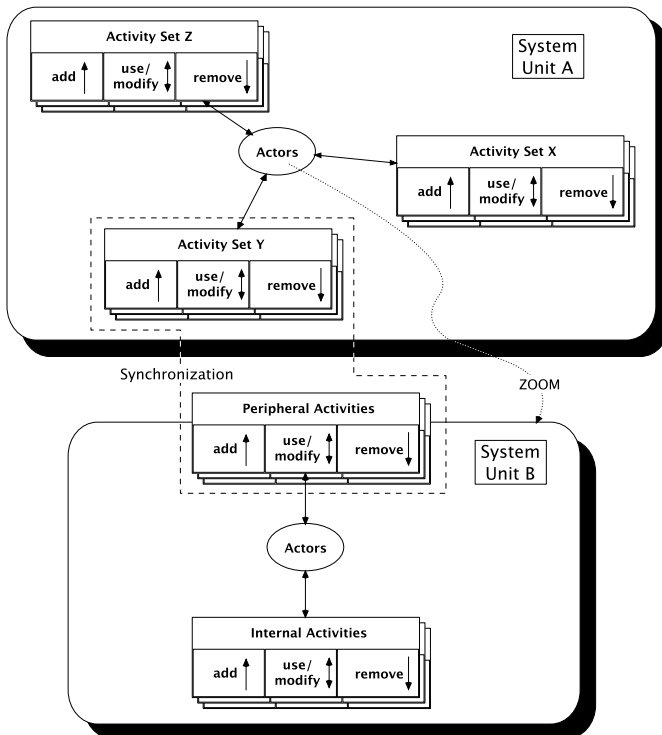 Activity Set Z
System
Unit A
add
use/
modify
remove
Actors
Activity Set X
add
use/
modify
remove
Activity Set Y
add
use/
modify
remove
Synchronization
ZOOM
Peripheral Activities
add
use/
modify
remove
System
Unit B
Actors
Internal Activities
add
use/
modify
remove